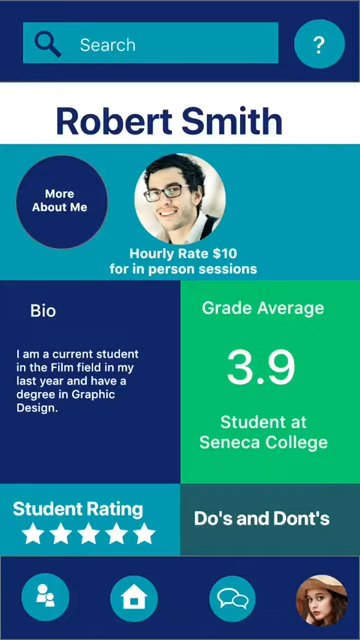 Search
?
Robert Smith
More
About Me
Hourly Rate $10
for in person sessions
Bio
I am a current student
in the Film field in my
last year and have a
degree in Graphic
Design.
Grade Average
3.9
Student at
Seneca College
Student Rating
Do's and Dont's